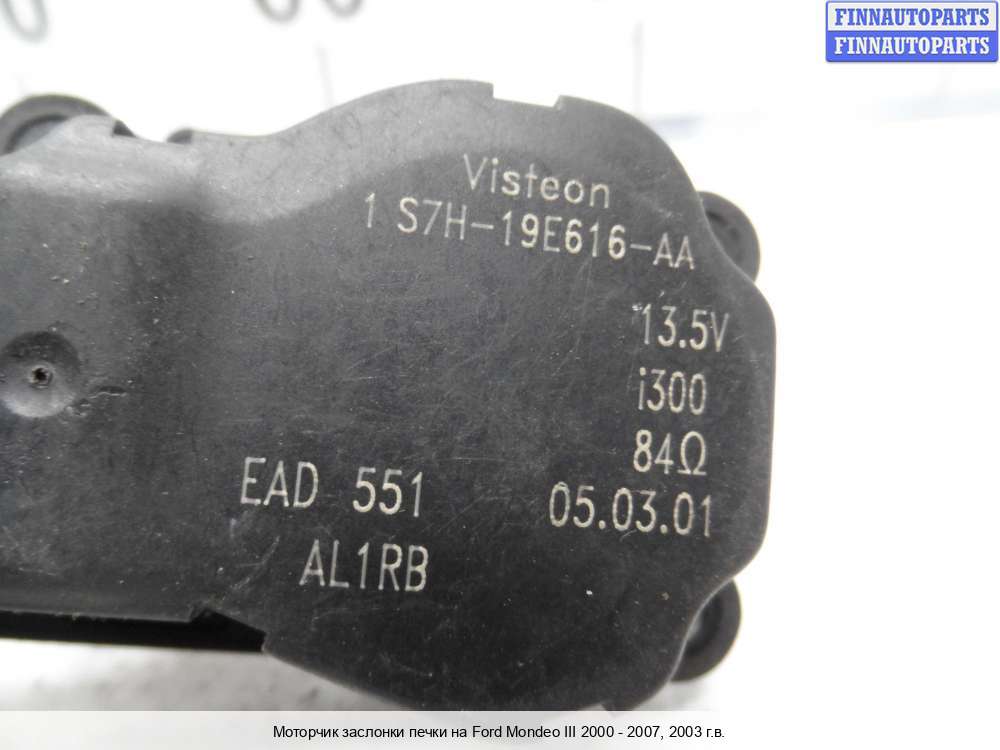 FINNAUTOPARTS
FINNAUTOPARTS
Visteon
1 S7H-19E616-AA
13.5V
i300
84Ω
EAD 551
05.03.01
AL1RB
Моторчик заслонки печки на Ford Mondeo III 2000 - 2007, 2003 г.в.